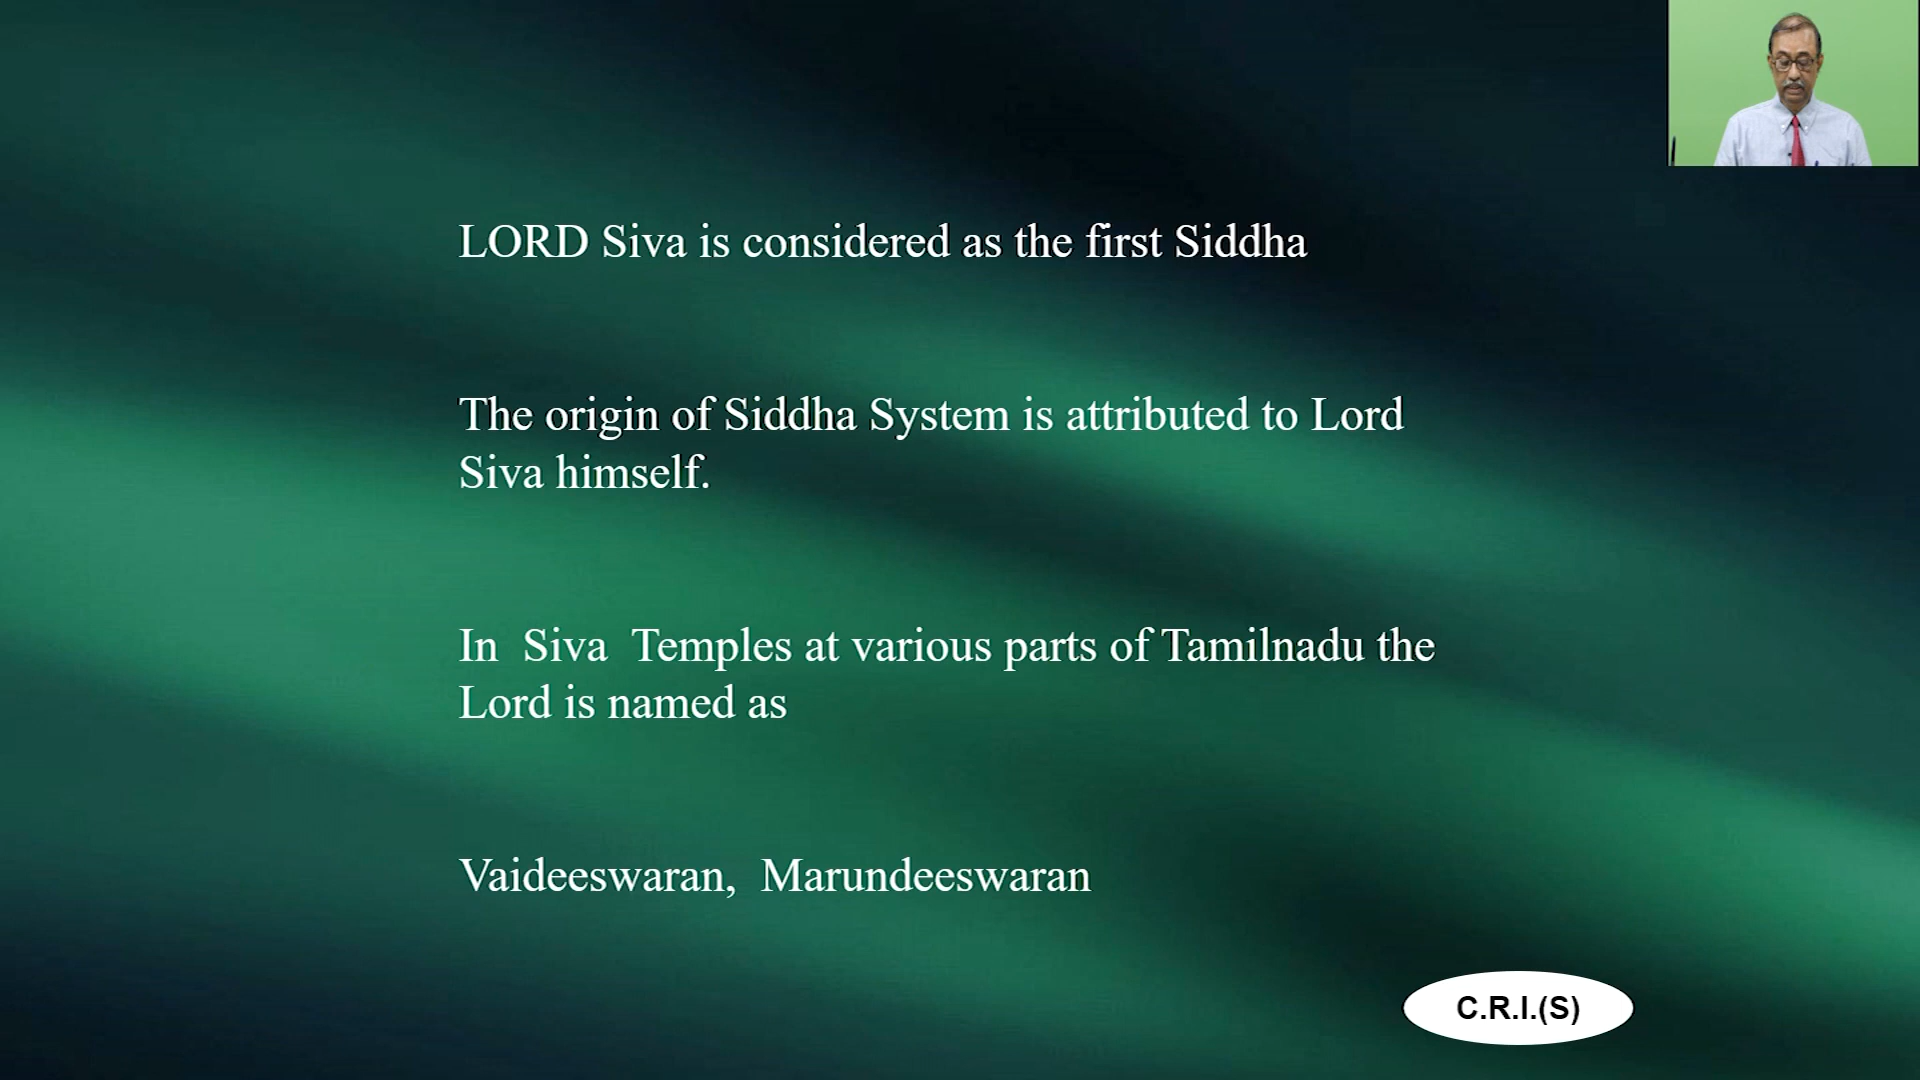 LORD Siva is considered as the first Siddha
The origin of Siddha System is attributed to Lord
Siva himself.
In  Siva  Temples at various parts of Tamilnadu the
Lord is named as
Vaideeswaran,  Marundeeswaran
C.R.I.(S)